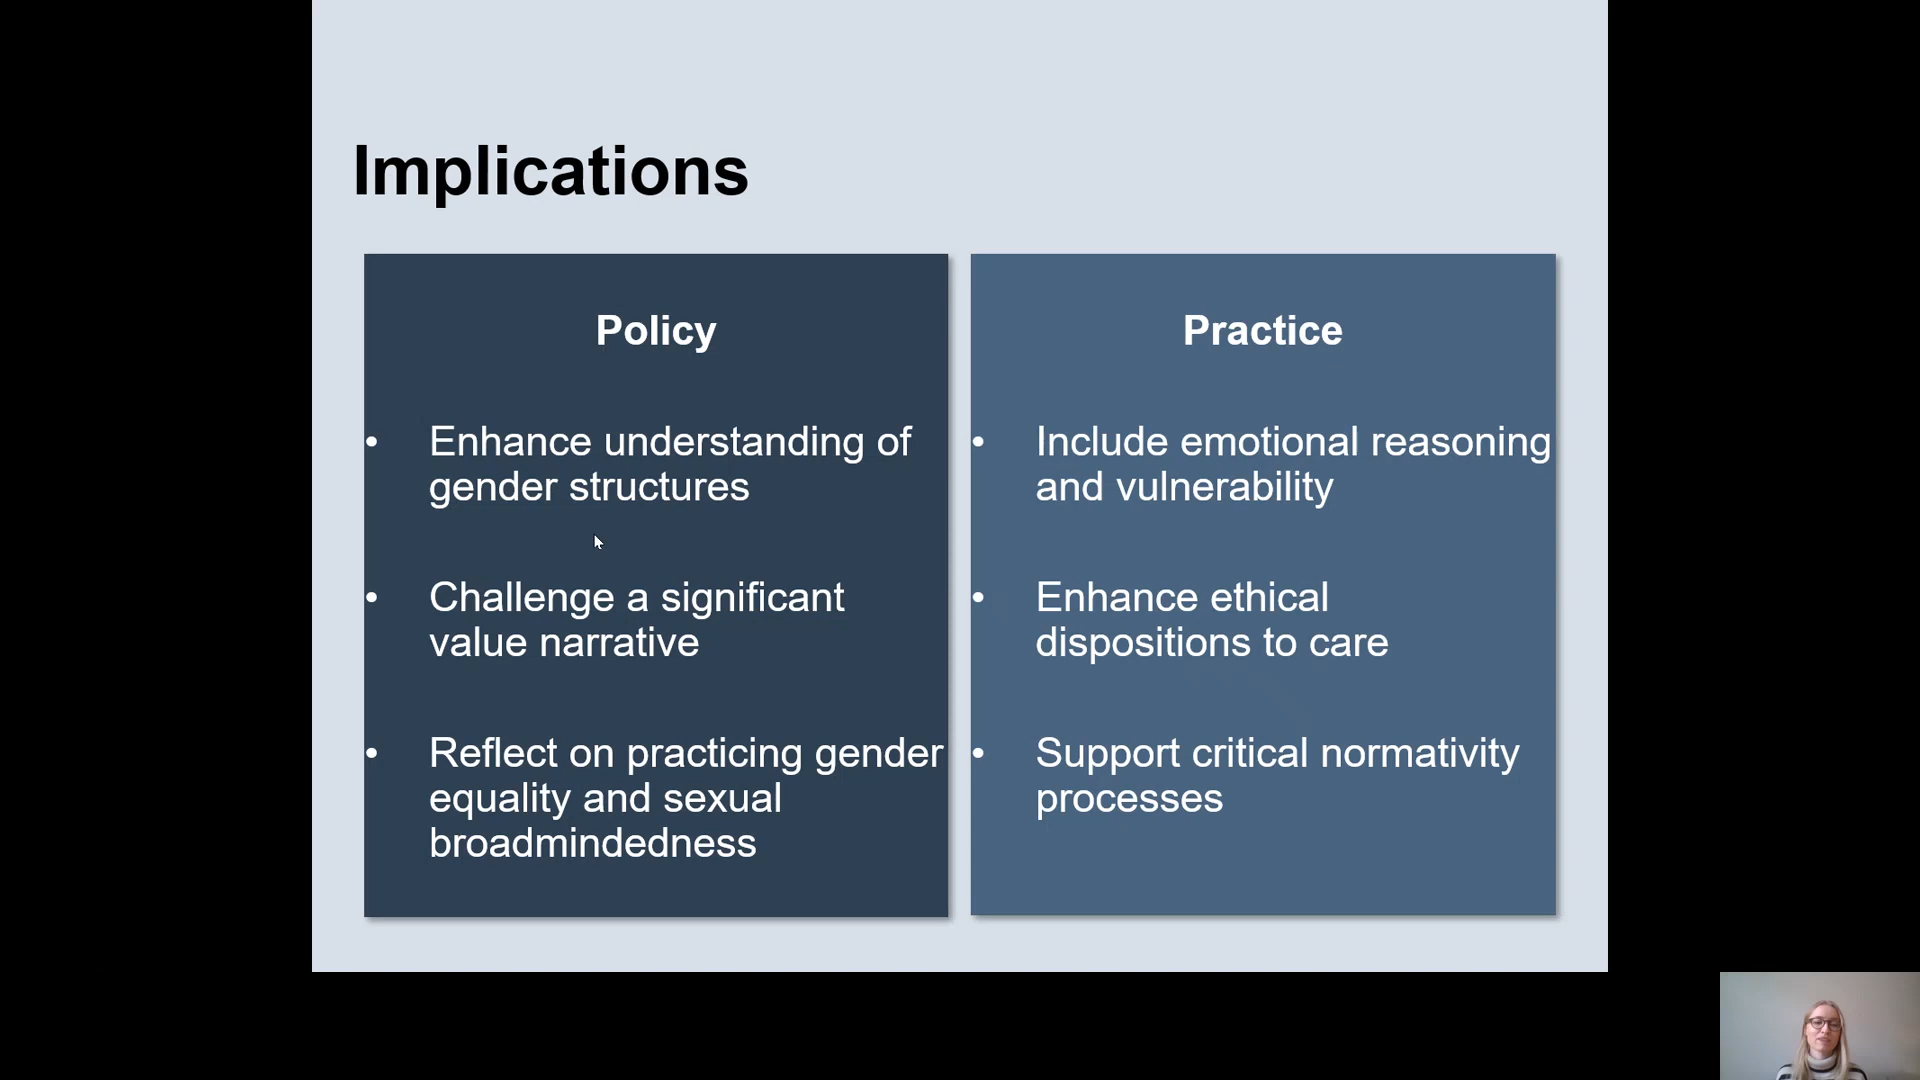 Implications
Policy
• Enhance understanding of
gender structures
• Challenge a significant
value narrative
• Reflect on practicing gender
equality and sexual
broadmindedness
Practice
• Include emotional reasoning
and vulnerability
• Enhance ethical
dispositions to care
• Support critical normativity
processes